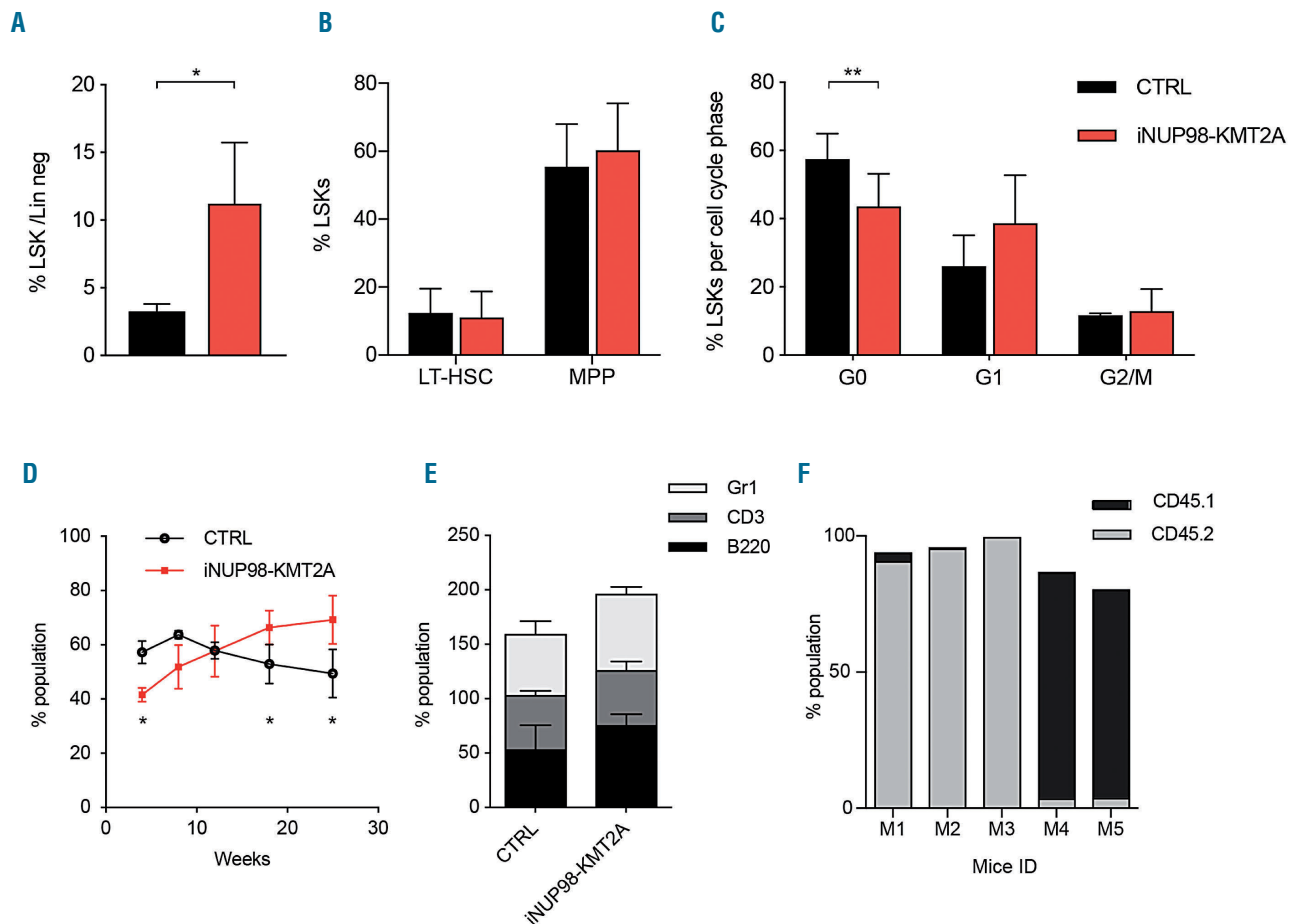 A
% LSK /Lin neg
20
15
10
5
0
*
B
% LSKs
80
60
40
20
0
LT-HSC
MPP
C
% LSKs per cell cycle phase
80
60
40
20
0
**
G0
G1
G2/M
CTRL
iNUP98-KMT2A
D
% population
100
80
60
40
20
0
CTRL
iNUP98-KMT2A
*
*
*
0
10
20
30
Weeks
E
% population
250
200
150
100
50
0
Gr1
CD3
B220
CTRL
iNUP98-KMT2A
F
% population
100
50
0
CD45.1
CD45.2
M1
M2
M3
M4
M5
Mice ID